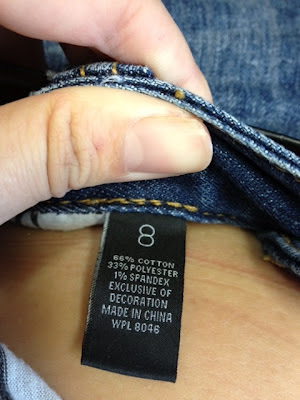 8
66% COTTON
33% POLYESTER
1% SPANDEX
EXCLUSIVE OF
DECORATION
MADE IN CHINA
WPL 8046